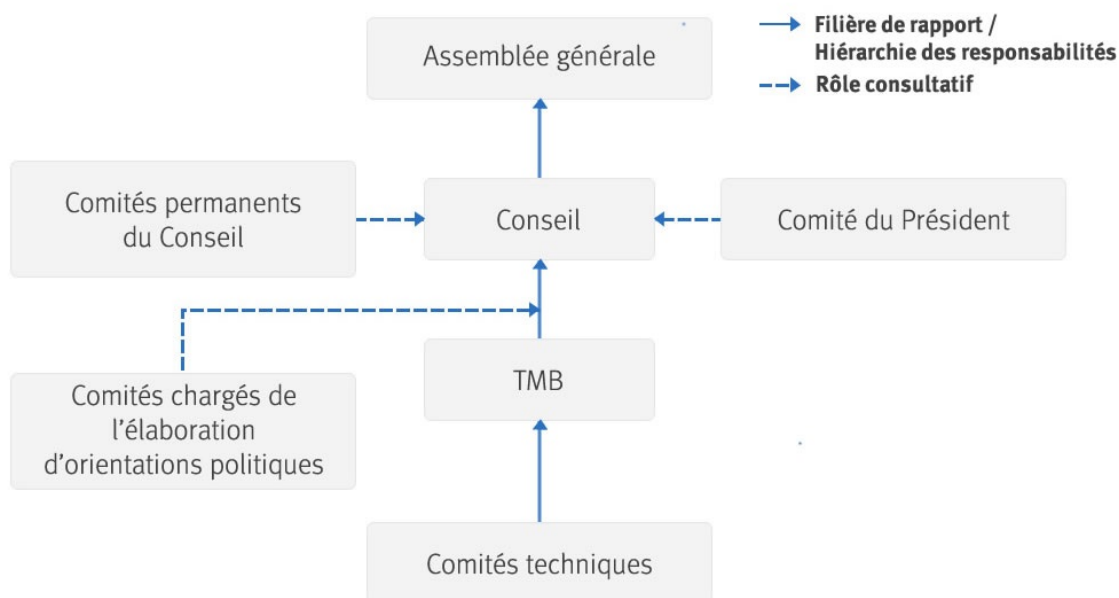 Assemblée générale
Filière de rapport /
Hiérarchie des responsabilités
Rôle consultatif
Comités permanents
du Conseil
Conseil
Comité du Président
Comités chargés de
l'élaboration
d'orientations politiques
TMB
Comités techniques